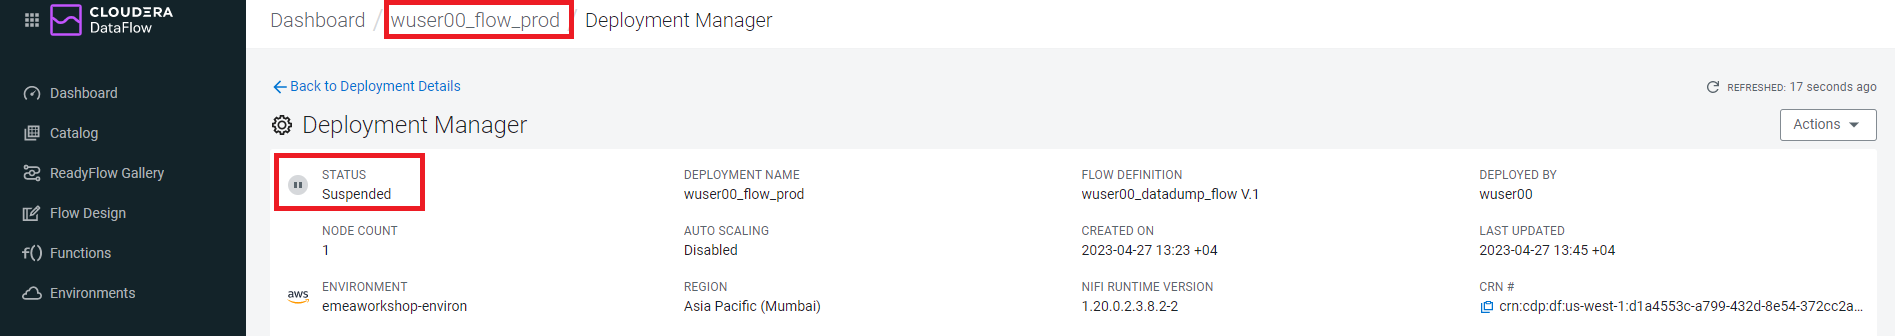 CLOUDERA
DataFlow
Dashboard
Catalog
ReadyFlow Gallery
Flow Design
f() Functions
Environments
Dashboard / wuser00_flow_prod / Deployment Manager
Back to Deployment Details
REFRESHED: 17 seconds ago
Deployment Manager
Actions
STATUS
Suspended
DEPLOYMENT NAME
wuser00_flow_prod
FLOW DEFINITION
wuser00_datadump_flow V.1
DEPLOYED BY
wuser00
NODE COUNT
1
AUTO SCALING
Disabled
CREATED ON
2023-04-27 13:23 +04
LAST UPDATED
2023-04-27 13:45 +04
aws
ENVIRONMENT
emeaworkshop-environ
REGION
Asia Pacific (Mumbai)
NIFI RUNTIME VERSION
1.20.0.2.3.8.2-2
CRN #
crn:cdp:df:us-west-1:d1a4553c-a799-432d-8e54-372cc2a...